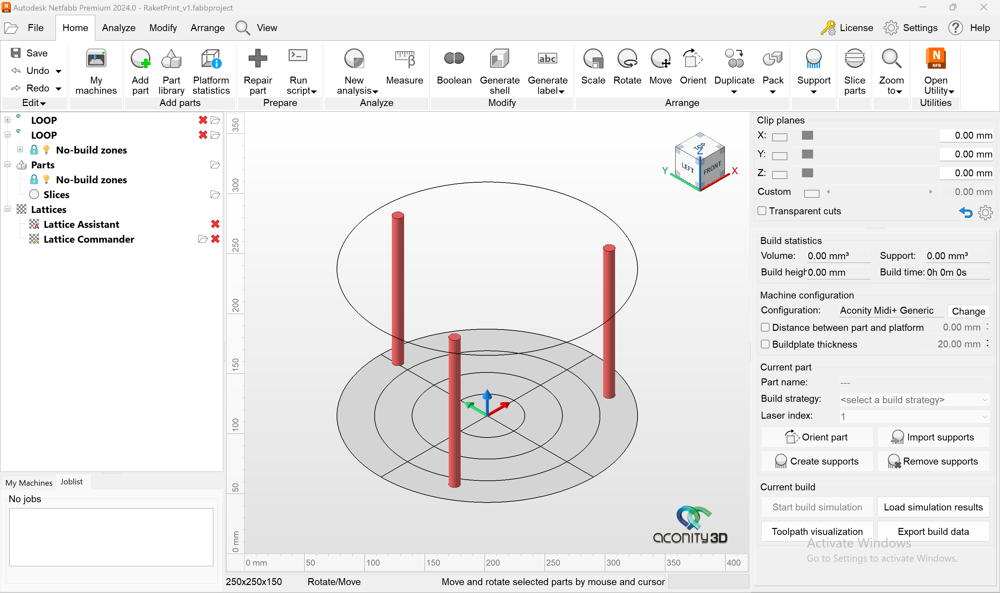 Autodesk Netfabb Premium 2024.0 - RaketPrint_v1.fabbproject
File Home Analyze Modify Arrange View License Settings Help
Save
Undo
Redo
Edit
My machines
Add part
Part library
Platform statistics
Add parts
Repair part
Run script
Prepare
New analysis
Measure
Analyze
Boolean
Generate shell
abc
Generate label
Modify
Scale
Rotate
Move
Orient
Duplicate
Pack
Arrange
Support
Slice parts
Zoom to
N
NFB
Open Utility
Utilities
LOOP
LOOP
No-build zones
Parts
No-build zones
Slices
Lattices
Lattice Assistant
Lattice Commander
My Machines Joblist
No jobs
350
300
250
200
150
100
50
0 mm
0 mm 50 100 150 200 250 300 350 400
TOP
Z
LEFT FRONT
Y X
aconity3D
250x250x150 Rotate/Move Move and rotate selected parts by mouse and cursor
Clip planes
X: 0.00 mm
Y: 0.00 mm
Z: 0.00 mm
Custom 0.00 mm
Transparent cuts
Build statistics
Volume: 0.00 mm³ Support: 0.00 mm³
Build heigh 0.00 mm Build time: 0h 0m 0s
Machine configuration
Configuration: Aconity Midi+ Generic Change
Distance between part and platform 0.00 mm
Buildplate thickness 20.00 mm
Current part
Part name: ---
Build strategy: <select a build strategy>
Laser index: 1
Orient part Import supports
Create supports Remove supports
Current build
Start build simulation Load simulation results
Toolpath visualization Export build data
Activate Windows
Go to Settings to activate Windows.